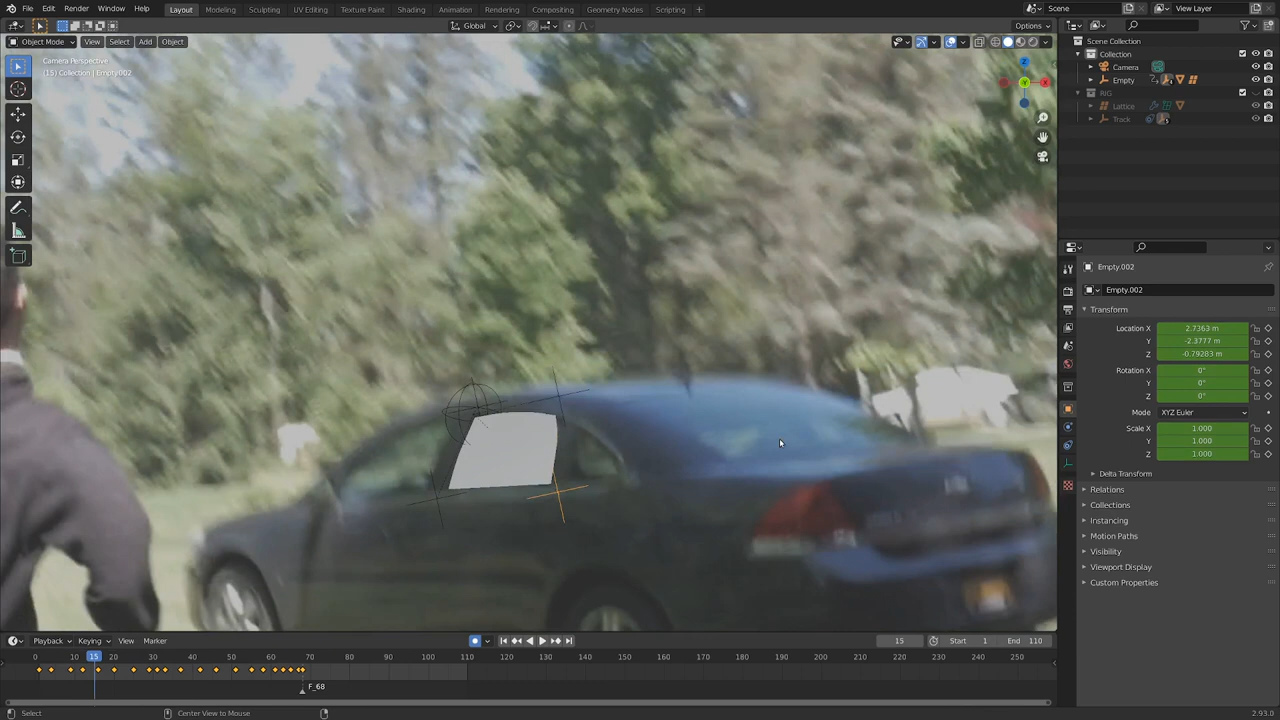 File Edit Render Window Help Layout Modeling Sculpting UV Editing Texture Paint Shading Animation Rendering Compositing Geometry Nodes Scripting + Scene View Layer
Global Options
Object Mode View Select Add Object
Camera Perspective
(15) Collection | Empty.002
Scene Collection
Collection
Camera
Empty
RIG
Lattice
Track
Empty.002
Empty.002
Transform
Location X 2.7363 m
Y -2.3777 m
Z -0.79283 m
Rotation X 0°
Y 0°
Z 0°
Mode XYZ Euler
Scale X 1.000
Y 1.000
Z 1.000
Delta Transform
Relations
Collections
Instancing
Motion Paths
Visibility
Viewport Display
Custom Properties
Playback Keying View Marker 15 Start 1 End 110
0 10 15 20 30 40 50 60 70 80 90 100 110 120 130 140 150 160 170 180 190 200 210 220 230 240 250
F_68
Select Center View to Mouse 2.93.0